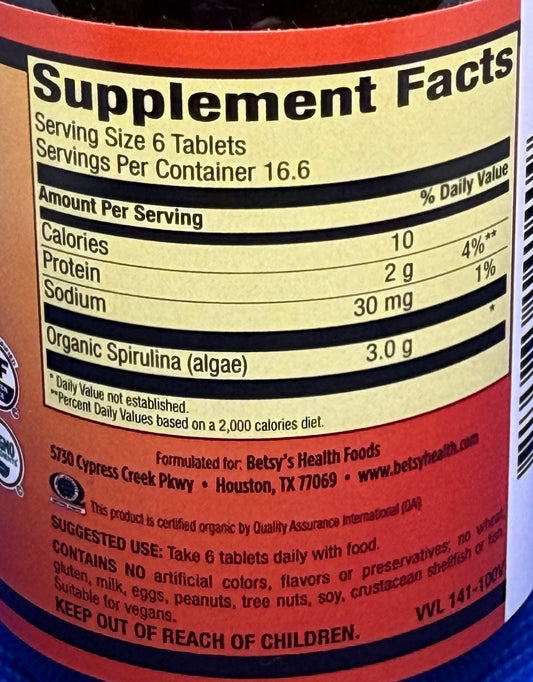 Supplement Facts
Serving Size 6 Tablets
Servings Per Container 16.6
Amount Per Serving % Daily Value
Calories 10
Protein 2 g 4%**
Sodium 30 mg 1%
Organic Spirulina (algae) 3.0 g *
* Daily Value not established.
**Percent Daily Values based on a 2,000 calories diet.
Formulated for: Betsy's Health Foods
5730 Cypress Creek Pkwy • Houston, TX 77069 • www.betsyhealth.com
This product is certified organic by Quality Assurance International (QAI)
SUGGESTED USE: Take 6 tablets daily with food.
CONTAINS NO artificial colors, flavors or preservatives; no wheat,
gluten, milk, eggs, peanuts, tree nuts, soy, crustacean shellfish or fish.
Suitable for vegans.
KEEP OUT OF REACH OF CHILDREN.
VVL 141-100V